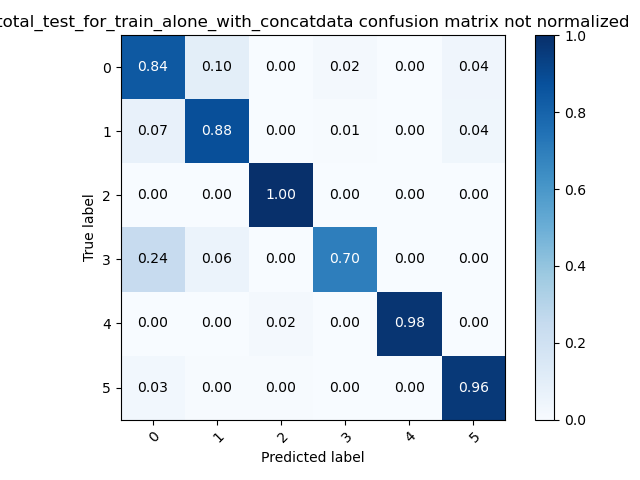 total_test_for_train_alone_with_concatdata confusion matrix not normalized
0 0.84 0.10 0.00 0.02 0.00 0.04
1 0.07 0.88 0.00 0.01 0.00 0.04
2 0.00 0.00 1.00 0.00 0.00 0.00
3 0.24 0.06 0.00 0.70 0.00 0.00
4 0.00 0.00 0.02 0.00 0.98 0.00
5 0.03 0.00 0.00 0.00 0.00 0.96
0 1 2 3 4 5
Predicted label
True label
1.0
0.8
0.6
0.4
0.2
0.0